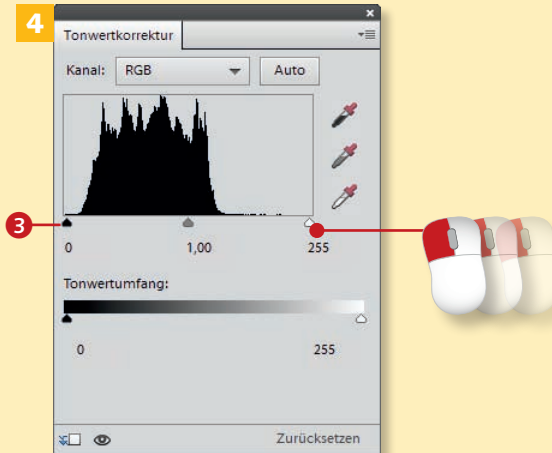 4
Tonwertkorrektur
Kanal: RGB Auto
3
0 1,00 255
Tonwertumfang:
0 255
Zurücksetzen